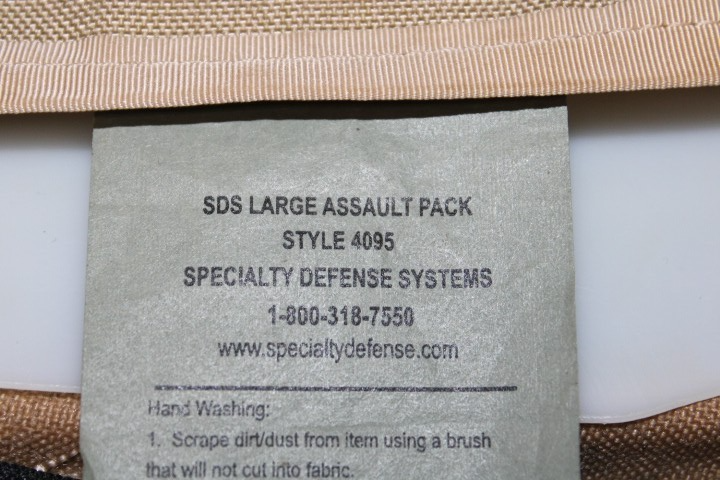 SDS LARGE ASSAULT PACK
STYLE 4095
SPECIALTY DEFENSE SYSTEMS
1-800-318-7550
www.specialtydefense.com
Hand Washing:
1. Scrape dirt/dust from item using a brush
that will not cut into fabric.